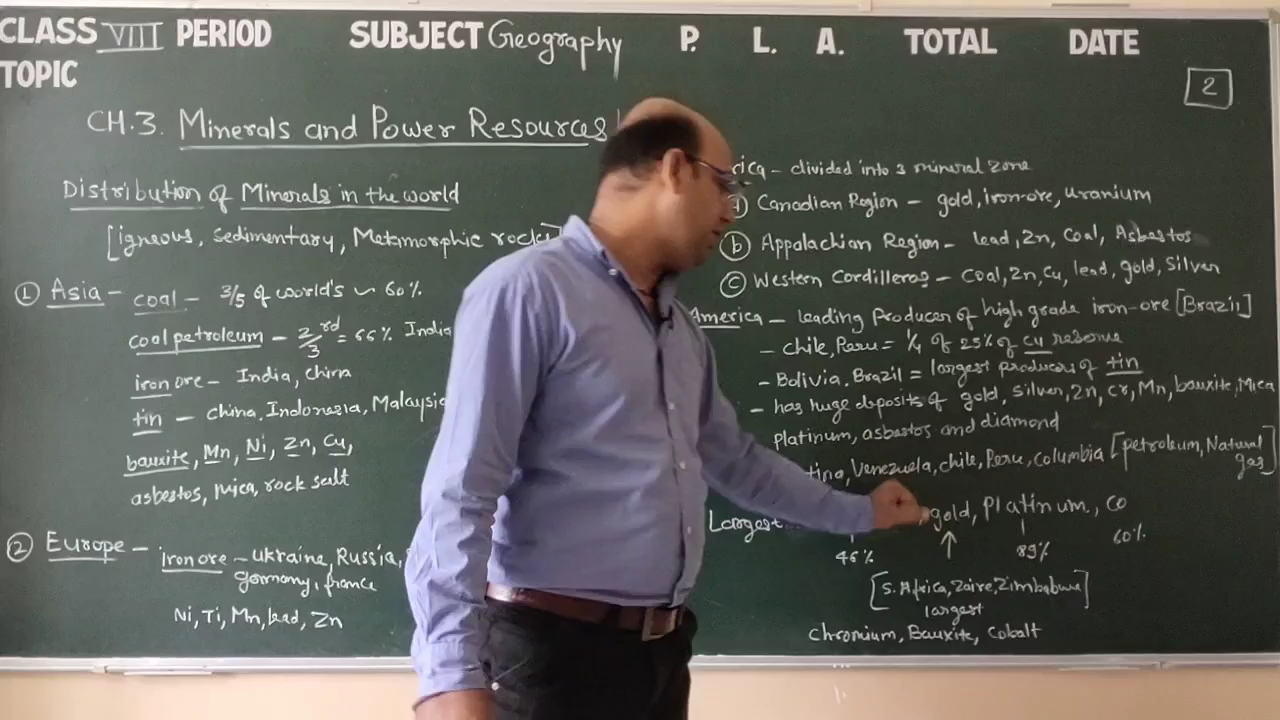 CLASS VIII PERIOD SUBJECT Geography P. L. A. TOTAL DATE
TOPIC
2
CH.3. Minerals and Power Resources
Distribution of Minerals in the world
[igneous, sedimentary, Metamorphic rocks]
① Asia - coal - 3/5 of world's ~ 60%
coal petroleum - 2/3 rd = 66% India
iron ore - India, China
tin - China, Indonesia, Malaysia
bauxite, Mn, Ni, Zn, Cu,
asbestos, mica, rock salt
② Europe - iron ore - ukraine, Russia,
germany, france
Ni, Ti, Mn, lead, Zn
rica - divided into 3 mineral zone
a) Canadian Region - gold, iron-ore, uranium
b) Appalachian Region - lead, Zn, Coal, Asbestos
c) Western Cordilleras - Coal, Zn, Cu, lead, gold, Silver
America - leading Producer of high grade iron-ore [Brazil]
- chile, Peru = 1/4 of 25% of Cu reserve
- Bolivia, Brazil = largest producers of tin
- has huge deposits of gold, silver, Zn, Cr, Mn, bauxite, Mica
platinum, asbestos and diamond
tina, Venezuela, chile, Peru, Columbia [petroleum, Natural gas]
Largest gold, Platinum, Co
46% 89% 60%
[S. Africa, Zaire, Zimbabwe]
largest
Chromium, Bauxite, Cobalt